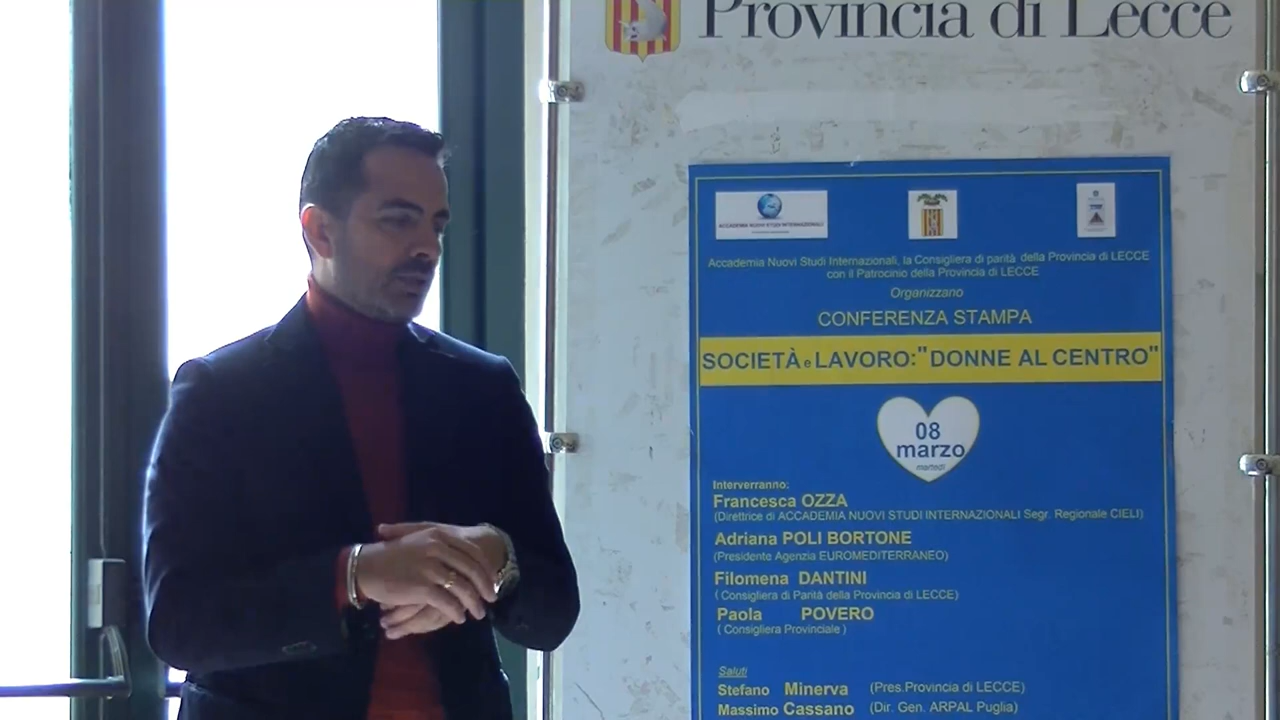 Provincia di Lecce
ACCADEMIA NUOVI STUDI INTERNAZIONALI
Accademia Nuovi Studi Internazionali, la Consigliera di parità della Provincia di LECCE
con il Patrocinio della Provincia di LECCE
Organizzano
CONFERENZA STAMPA
SOCIETÀ e LAVORO: "DONNE AL CENTRO"
08
marzo
martedì
Interverranno:
Francesca OZZA
(Direttrice di ACCADEMIA NUOVI STUDI INTERNAZIONALI Segr. Regionale CIELI)
Adriana POLI BORTONE
(Presidente Agenzia EUROMEDITERRANEO)
Filomena DANTINI
( Consigliera di Parità della Provincia di LECCE)
Paola POVERO
( Consigliera Provinciale )
Saluti
Stefano Minerva (Pres.Provincia di LECCE)
Massimo Cassano (Dir. Gen. ARPAL Puglia)